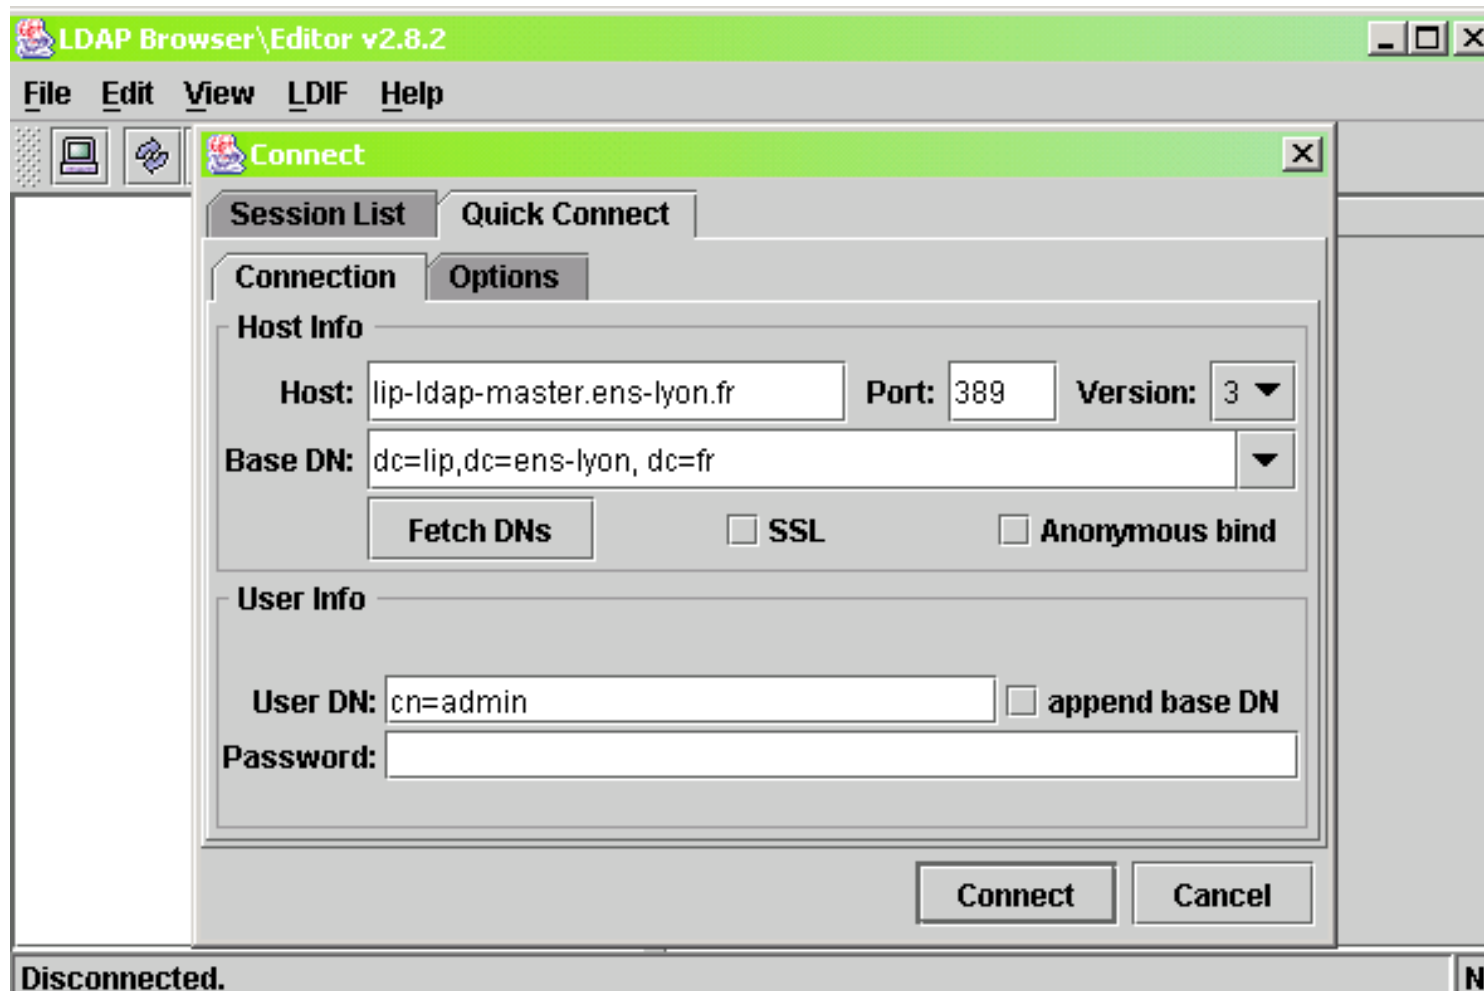 LDAP Browser\Editor v2.8.2
File Edit View LDIF Help
Connect
Session List Quick Connect
Connection Options
Host Info
Host: lip-ldap-master.ens-lyon.fr Port: 389 Version: 3
Base DN: dc=lip,dc=ens-lyon, dc=fr
Fetch DNs SSL Anonymous bind
User Info
User DN: cn=admin append base DN
Password:
Connect Cancel
Disconnected.